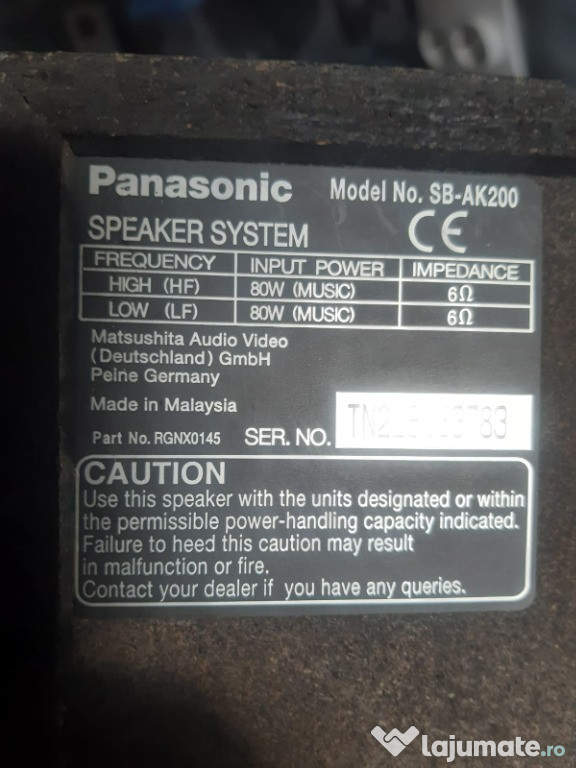 Panasonic Model No. SB-AK200
SPEAKER SYSTEM CE
FREQUENCY INPUT POWER IMPEDANCE
HIGH (HF) 80W (MUSIC) 6Ω
LOW (LF) 80W (MUSIC) 6Ω
Matsushita Audio Video
(Deutschland) GmbH
Peine Germany
Made in Malaysia
Part No. RGNX0145 SER. NO.
CAUTION
Use this speaker with the units designated or within
the permissible power-handling capacity indicated.
Failure to heed this caution may result
in malfunction or fire.
Contact your dealer if you have any queries.
lajumate.ro